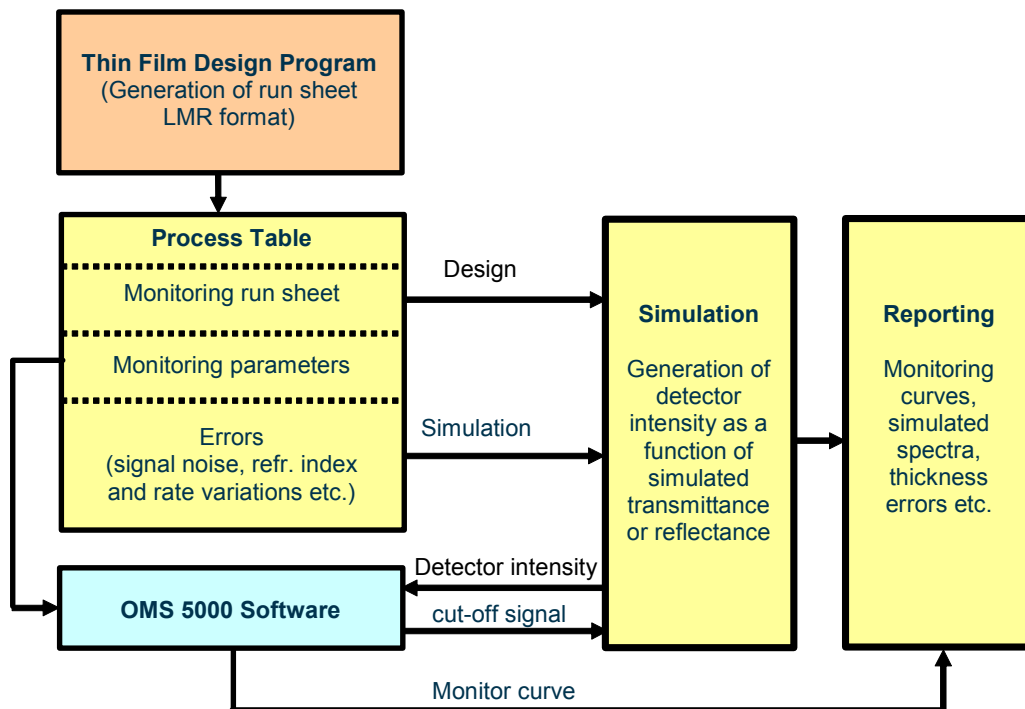 Thin Film Design Program
(Generation of run sheet
LMR format)
Process Table
Monitoring run sheet
Monitoring parameters
Errors
(signal noise, refr. index
and rate variations etc.)
Design
Simulation
Simulation
Generation of
detector
intensity as a
function of
simulated
transmittance
or reflectance
Reporting
Monitoring
curves,
simulated
spectra,
thickness
errors etc.
OMS 5000 Software
Detector intensity
cut-off signal
Monitor curve